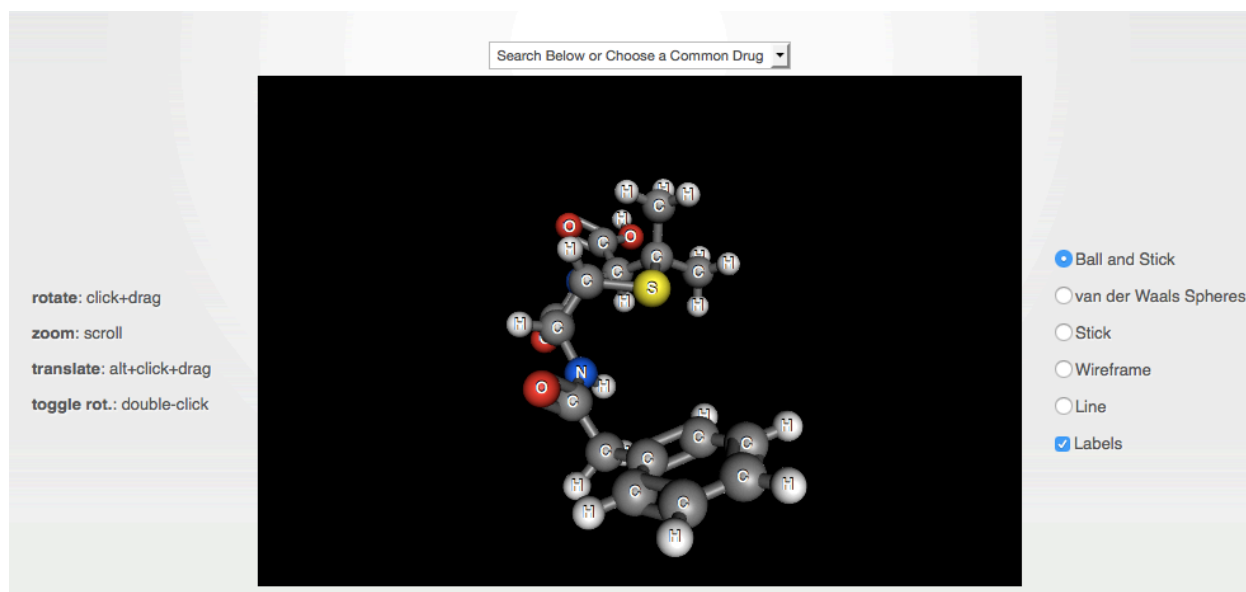 Search Below or Choose a Common Drug
rotate: click+drag
zoom: scroll
translate: alt+click+drag
toggle rot.: double-click
Ball and Stick
van der Waals Spheres
Stick
Wireframe
Line
Labels
H H H
C
O H O
H C
C C H H
C C
S
H H
H C
O
N
O H
C
H
C H
C C C
H
C C
H H
C
H